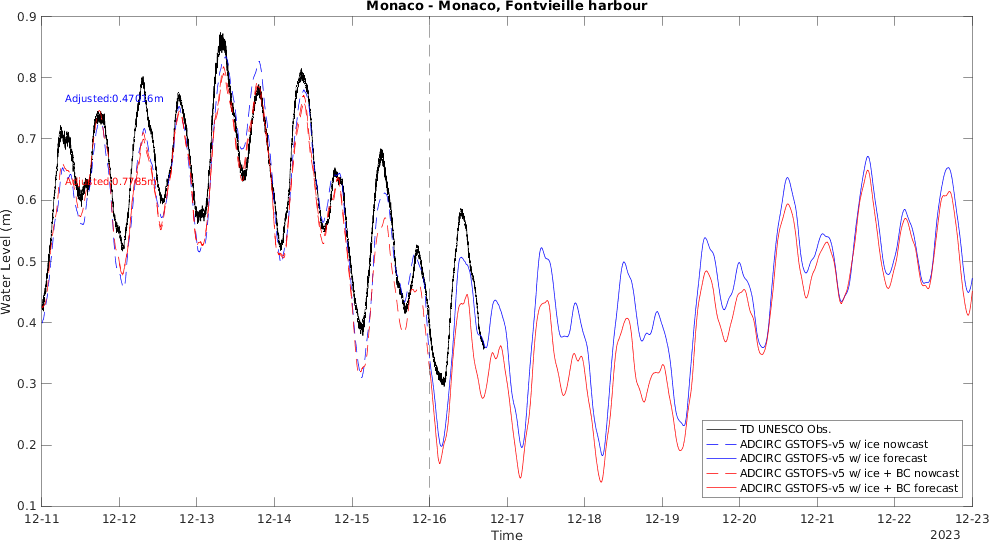 Monaco - Monaco, Fontvieille harbour
Water Level (m)
0.9
0.8
0.7
0.6
0.5
0.4
0.3
0.2
0.1
Adjusted:0.47016m
TD UNESCO Obs.
ADCIRC GSTOFS-v5 w/ ice nowcast
ADCIRC GSTOFS-v5 w/ ice forecast
ADCIRC GSTOFS-v5 w/ ice + BC nowcast
ADCIRC GSTOFS-v5 w/ ice + BC forecast
12-11 12-12 12-13 12-14 12-15 12-16 12-17 12-18 12-19 12-20 12-21 12-22 12-23
Time
2023